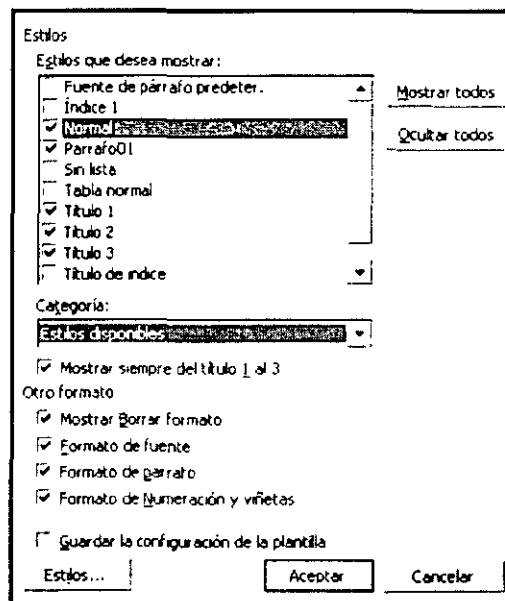 Estilos
Estilos que desea mostrar:
Fuente de párrafo predeter.
Índice 1
Normal
Parrafo01
Sin lista
Tabla normal
Título 1
Título 2
Título 3
Título de indice
Mostrar todos
Ocultar todos
Categoría:
Estilos disponibles
Mostrar siempre del título 1 al 3
Otro formato
Mostrar Borrar formato
Formato de fuente
Formato de párrafo
Formato de Numeración y viñetas
Guardar la configuración de la plantilla
Estilos...
Aceptar
Cancelar